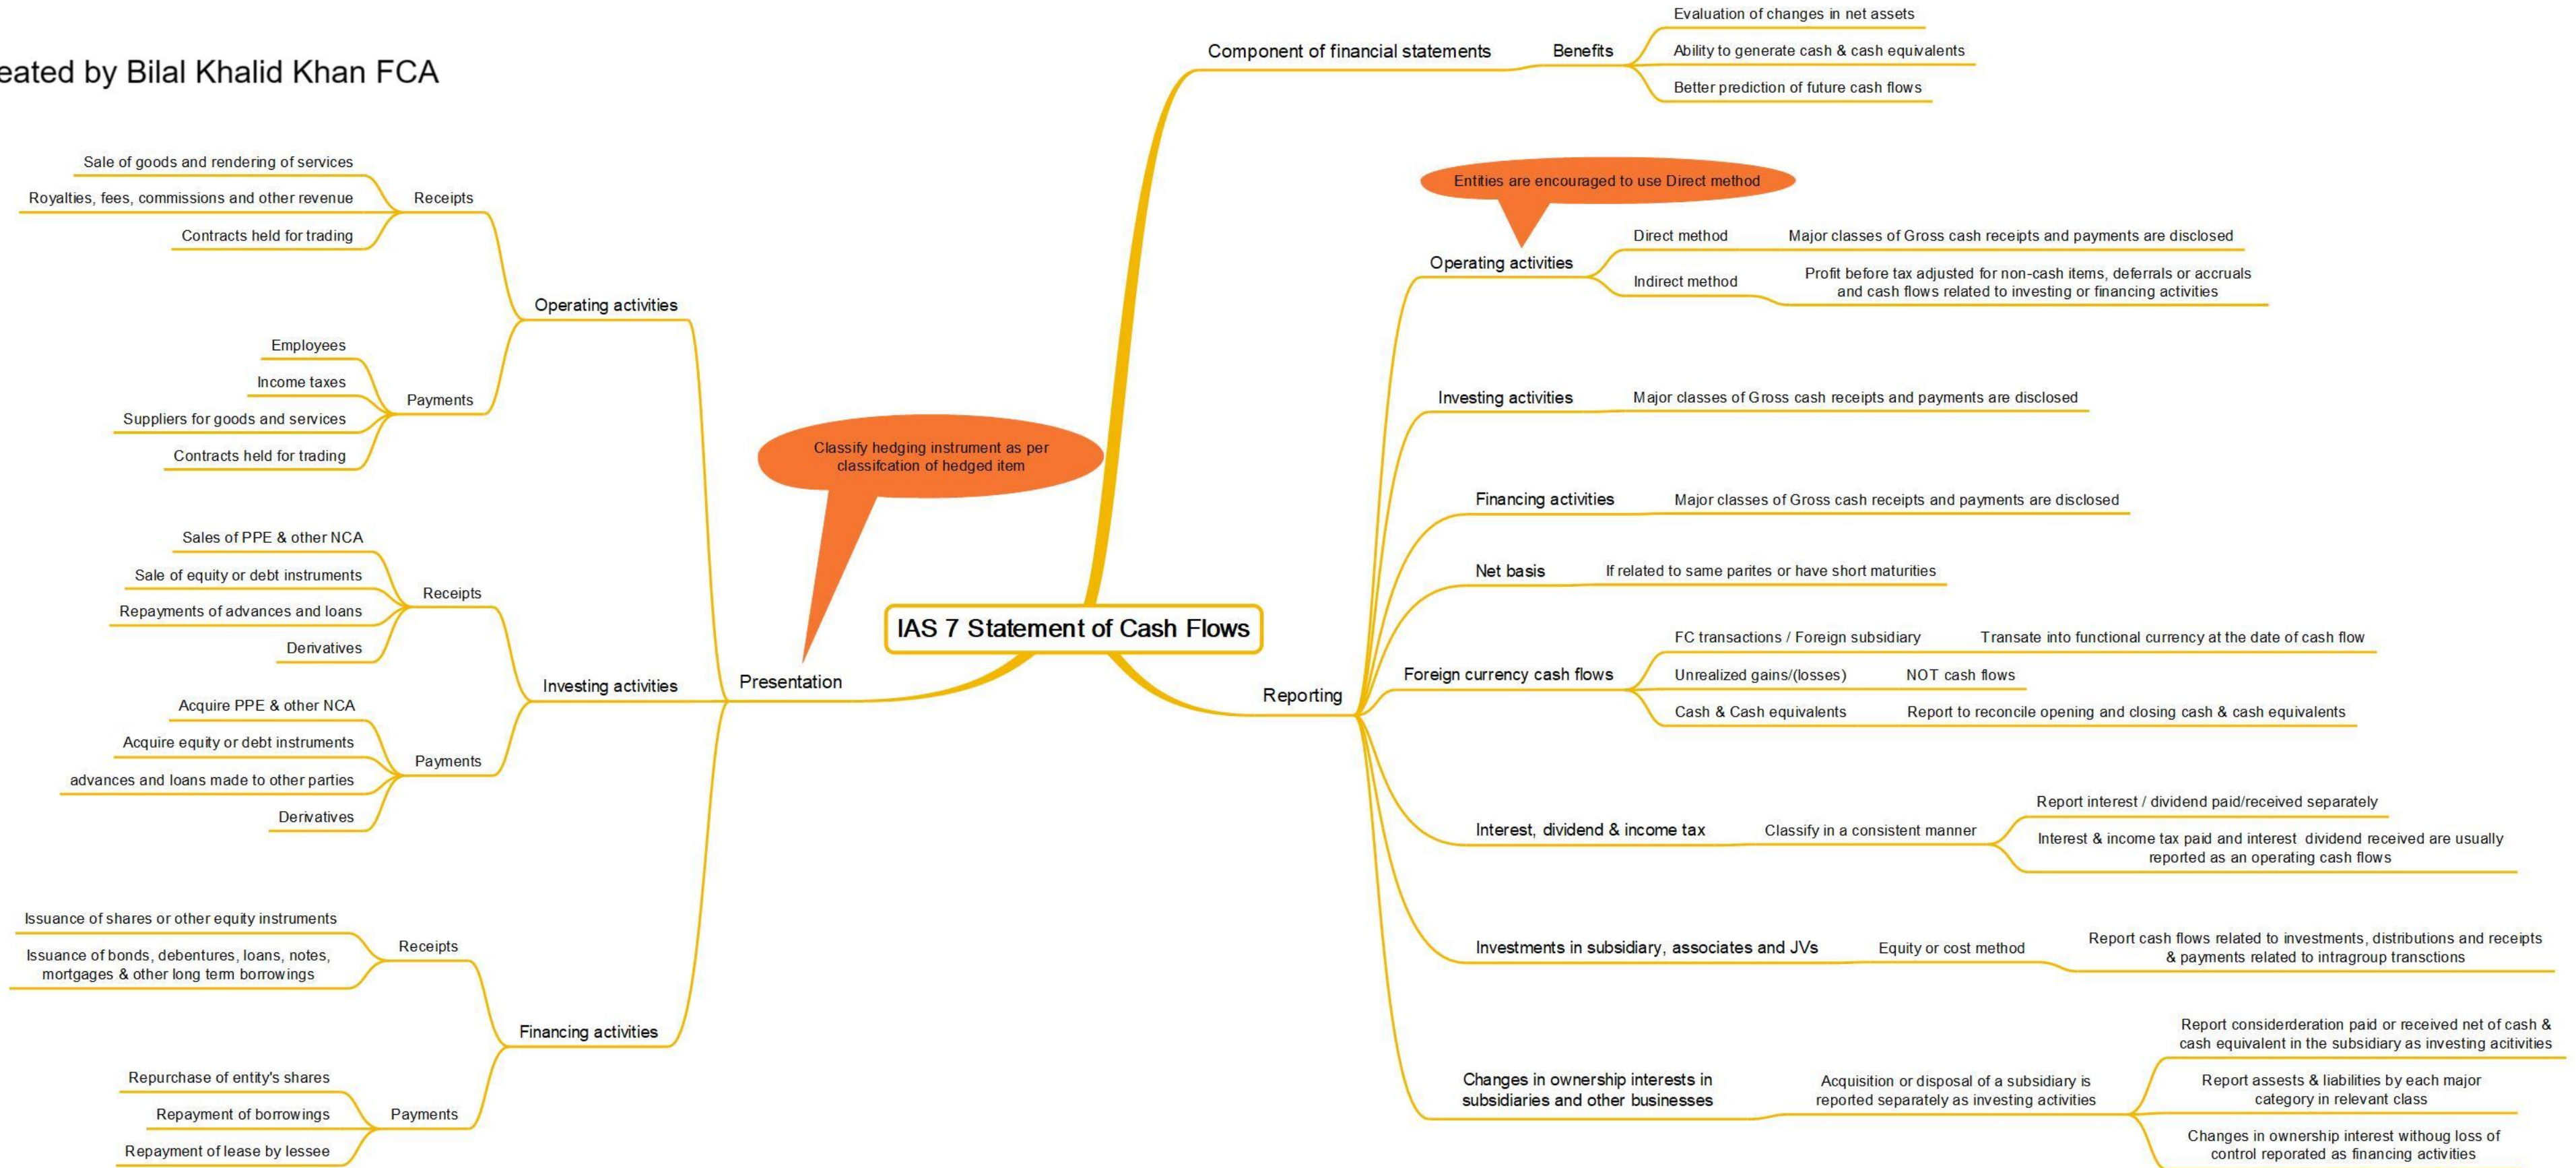 eated by Bilal Khalid Khan FCA
IAS 7 Statement of Cash Flows
Component of financial statements
Benefits
Evaluation of changes in net assets
Ability to generate cash & cash equivalents
Better prediction of future cash flows
Reporting
Entities are encouraged to use Direct method
Operating activities
Direct method
Major classes of Gross cash receipts and payments are disclosed
Indirect method
Profit before tax adjusted for non-cash items, deferrals or accruals
and cash flows related to investing or financing activities
Investing activities
Major classes of Gross cash receipts and payments are disclosed
Financing activities
Major classes of Gross cash receipts and payments are disclosed
Net basis
If related to same parites or have short maturities
Foreign currency cash flows
FC transactions / Foreign subsidiary
Transate into functional currency at the date of cash flow
Unrealized gains/(losses)
NOT cash flows
Cash & Cash equivalents
Report to reconcile opening and closing cash & cash equivalents
Interest, dividend & income tax
Classify in a consistent manner
Report interest / dividend paid/received separately
Interest & income tax paid and interest dividend received are usually
reported as an operating cash flows
Investments in subsidiary, associates and JVs
Equity or cost method
Report cash flows related to investments, distributions and receipts
& payments related to intragroup transctions
Changes in ownership interests in
subsidiaries and other businesses
Acquisition or disposal of a subsidiary is
reported separately as investing activities
Report considerderation paid or received net of cash &
cash equivalent in the subsidiary as investing acitivities
Report assests & liabilities by each major
category in relevant class
Changes in ownership interest withoug loss of
control reporated as financing activities
Presentation
Classify hedging instrument as per
classifcation of hedged item
Operating activities
Receipts
Sale of goods and rendering of services
Royalties, fees, commissions and other revenue
Contracts held for trading
Payments
Employees
Income taxes
Suppliers for goods and services
Contracts held for trading
Investing activities
Receipts
Sales of PPE & other NCA
Sale of equity or debt instruments
Repayments of advances and loans
Derivatives
Payments
Acquire PPE & other NCA
Acquire equity or debt instruments
advances and loans made to other parties
Derivatives
Financing activities
Receipts
Issuance of shares or other equity instruments
Issuance of bonds, debentures, loans, notes,
mortgages & other long term borrowings
Payments
Repurchase of entity's shares
Repayment of borrowings
Repayment of lease by lessee